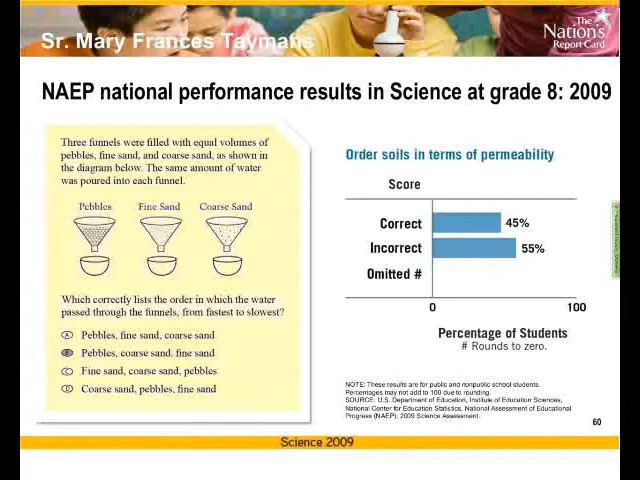 Sr. Mary Frances Taymans
The
Nation's
Report Card
NAEP national performance results in Science at grade 8: 2009
Three funnels were filled with equal volumes of
pebbles, fine sand, and coarse sand, as shown in
the diagram below. The same amount of water
was poured into each funnel.
Pebbles Fine Sand Coarse Sand
Which correctly lists the order in which the water
passed through the funnels, from fastest to slowest?
A Pebbles, fine sand, coarse sand
B Pebbles, coarse sand, fine sand
C Fine sand, coarse sand, pebbles
D Coarse sand, pebbles, fine sand
Order soils in terms of permeability
Score
Correct 45%
Incorrect 55%
Omitted #
0 100
Percentage of Students
# Rounds to zero.
NOTE: These results are for public and nonpublic school students.
Percentages may not add to 100 due to rounding.
SOURCE: U.S. Department of Education, Institute of Education Sciences,
National Center for Education Statistics, National Assessment of Educational
Progress (NAEP), 2009 Science Assessment.
60
Science 2009